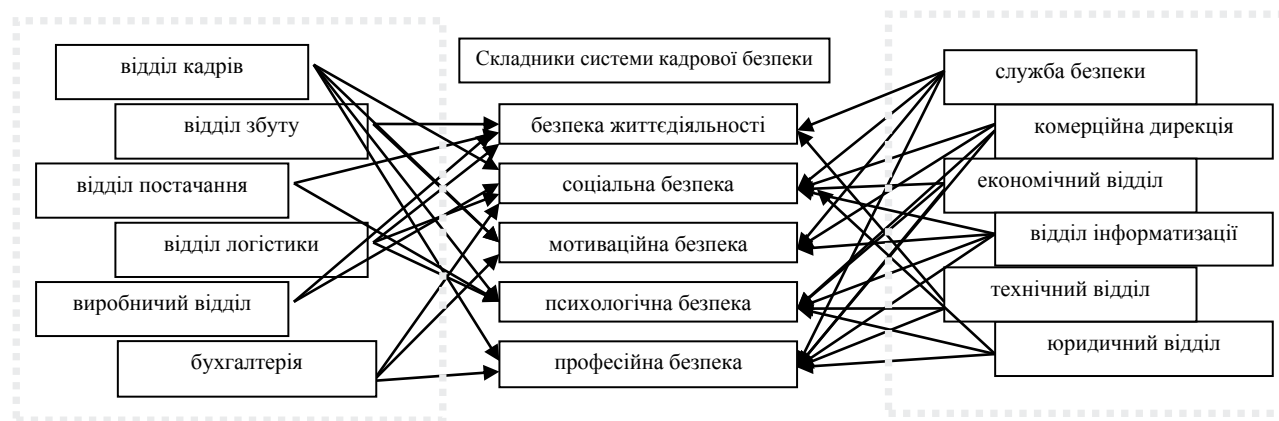 відділ кадрів
відділ збуту
відділ постачання
відділ логістики
виробничий відділ
бухгалтерія
Складники системи кадрової безпеки
безпека життєдіяльності
соціальна безпека
мотиваційна безпека
психологічна безпека
професійна безпека
служба безпеки
комерційна дирекція
економічний відділ
відділ інформатизації
технічний відділ
юридичний відділ